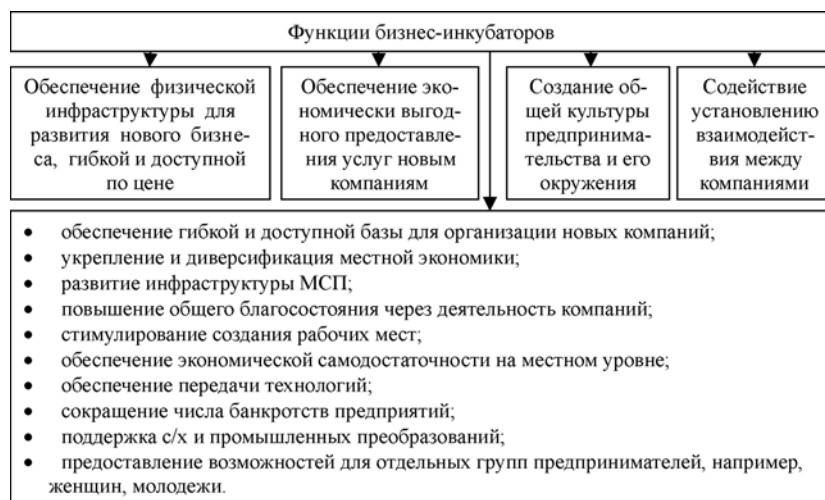 Функции бизнес-инкубаторов
Обеспечение физической
инфраструктуры для
развития нового бизне-
са, гибкой и доступной
по цене
Обеспечение эко-
номически выгод-
ного предоставле-
ния услуг новым
компаниям
Создание об-
щей культуры
предпринима-
тельства и его
окружения
Содействие
установлению
взаимодейст-
вия между
компаниями
• обеспечение гибкой и доступной базы для организации новых компаний;
• укрепление и диверсификация местной экономики;
• развитие инфраструктуры МСП;
• повышение общего благосостояния через деятельность компаний;
• стимулирование создания рабочих мест;
• обеспечение экономической самодостаточности на местном уровне;
• обеспечение передачи технологий;
• сокращение числа банкротств предприятий;
• поддержка с/х и промышленных преобразований;
• предоставление возможностей для отдельных групп предпринимателей, например,
женщин, молодежи.